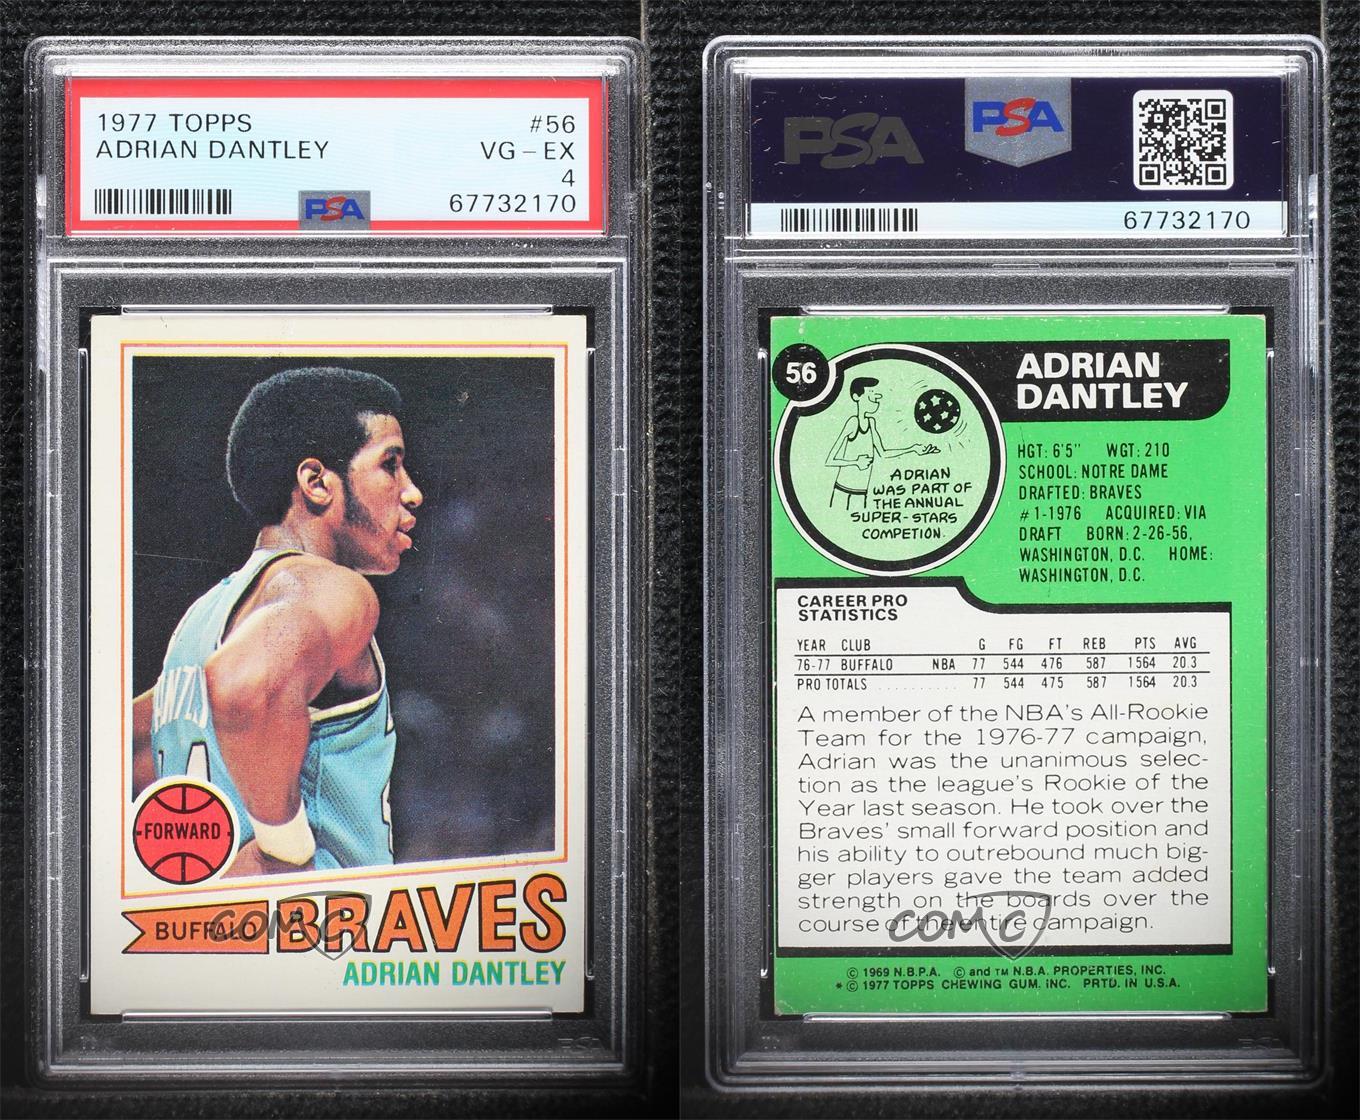 1977 TOPPS #56
ADRIAN DANTLEY VG - EX
4
PSA 67732170
FORWARD
BUFFALO BRAVES
ADRIAN DANTLEY
COMC
PSA PSA
67732170
56
ADRIAN
DANTLEY
ADRIAN
WAS PART OF
THE ANNUAL
SUPER-STARS
COMPETION.
HGT: 6'5" WGT: 210
SCHOOL: NOTRE DAME
DRAFTED: BRAVES
#1-1976 ACQUIRED: VIA
DRAFT BORN: 2-26-56,
WASHINGTON, D.C. HOME:
WASHINGTON, D.C.
CAREER PRO
STATISTICS
YEAR CLUB G FG FT REB PTS AVG
76-77 BUFFALO NBA 77 544 476 587 1564 20.3
PRO TOTALS .......... 77 544 475 587 1564 20.3
A member of the NBA's All-Rookie
Team for the 1976-77 campaign,
Adrian was the unanimous selec-
tion as the league's Rookie of the
Year last season. He took over the
Braves' small forward position and
his ability to outrebound much big-
ger players gave the team added
strength on the boards over the
course of the entire campaign.
COMC
© 1969 N.B.P.A. © and TM N.B.A. PROPERTIES, INC.
* © 1977 TOPPS CHEWING GUM. INC. PRTD. IN U.S.A.